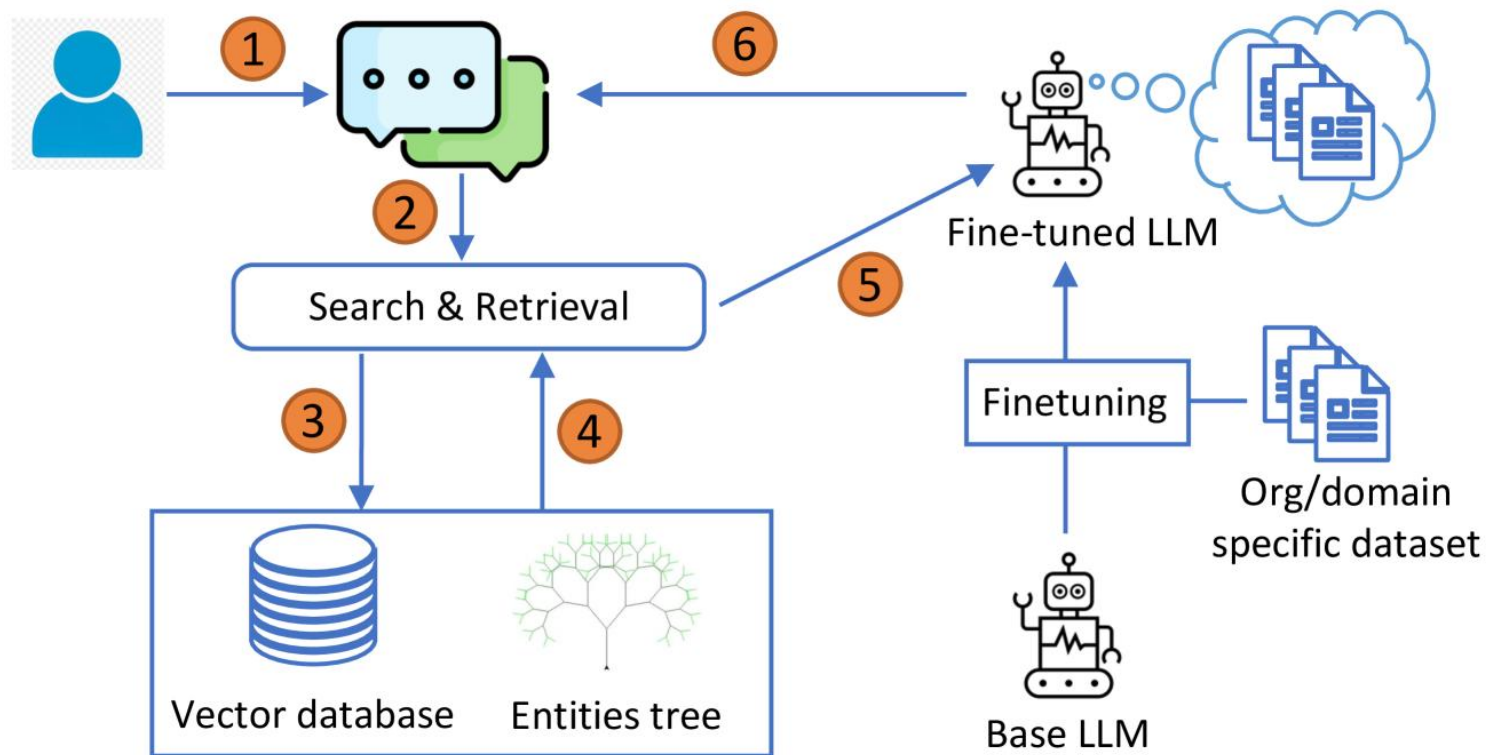 1
6
2
Fine-tuned LLM
Search & Retrieval
5
3
4
Finetuning
Org/domain
specific dataset
Vector database
Entities tree
Base LLM